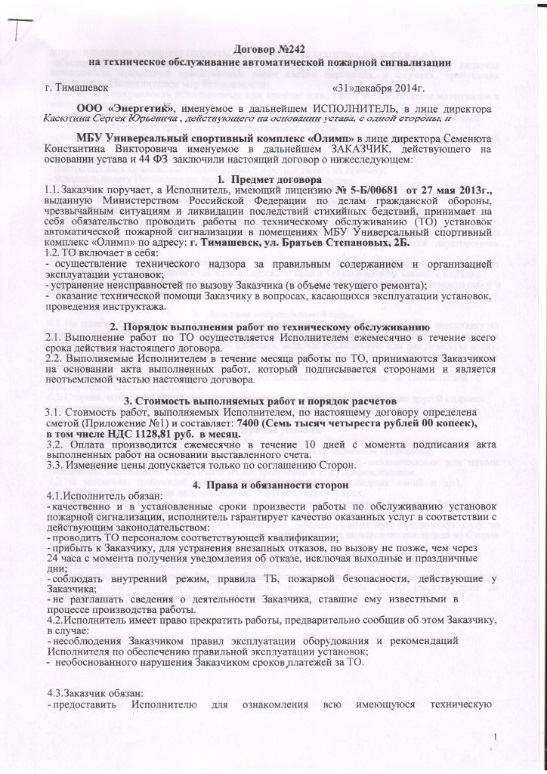 Т
Договор №242
на техническое обслуживание автоматической пожарной сигнализации
г. Тимашевск «31»декабря 2014г.
ООО «Энергетик», именуемое в дальнейшем ИСПОЛНИТЕЛЬ, в лице директора
Касютина Сергея Юрьевича , действующего на основании устава, с одной стороны, и
МБУ Универсальный спортивный комплекс «Олимп» в лице директора Семенюта
Константина Викторовича именуемое в дальнейшем ЗАКАЗЧИК, действующего на
основании устава и 44 ФЗ заключили настоящий договор о нижеследующем:
1. Предмет договора
1.1. Заказчик поручает, а Исполнитель, имеющий лицензию № 5-Б/00681 от 27 мая 2013г.,
выданную Министерством Российской Федерации по делам гражданской обороны,
чрезвычайным ситуациям и ликвидации последствий стихийных бедствий, принимает на
себя обязательство проводить работы по техническому обслуживанию (ТО) установок
автоматической пожарной сигнализации в помещениях МБУ Универсальный спортивный
комплекс «Олимп» по адресу: г. Тимашевск, ул. Братьев Степановых, 2Б.
1.2. ТО включает в себя:
- осуществление технического надзора за правильным содержанием и организацией
эксплуатации установок;
-устранение неисправностей по вызову Заказчика (в объеме текущего ремонта);
- оказание технической помощи Заказчику в вопросах, касающихся эксплуатации установок,
проведения инструктажа.
2. Порядок выполнения работ по техническому обслуживанию
2.1. Выполнение работ по ТО осуществляется Исполнителем ежемесячно в течение всего
срока действия настоящего договора.
2.2. Выполняемые Исполнителем в течение месяца работы по ТО, принимаются Заказчиком
на основании акта выполненных работ, который подписывается сторонами и является
неотъемлемой частью настоящего договора.
3. Стоимость выполняемых работ и порядок расчетов
3.1. Стоимость работ, выполняемых Исполнителем, по настоящему договору определена
сметой (Приложение №1) и составляет: 7400 (Семь тысяч четыреста рублей 00 копеек),
в том числе НДС 1128,81 руб. в месяц.
3.2. Оплата производится ежемесячно в течение 10 дней с момента подписания акта
выполненных работ на основании выставленного счета.
3.3. Изменение цены допускается только по соглашению Сторон.
4. Права и обязанности сторон
4.1.Исполнитель обязан:
-качественно и в установленные сроки произвести работы по обслуживанию установок
пожарной сигнализации, исполнитель гарантирует качество оказанных услуг в соответствии с
действующим законодательством:
-проводить ТО персоналом соответствующей квалификации;
-прибыть к Заказчику, для устранения внезапных отказов, по вызову не позже, чем через
24 часа с момента получения уведомления об отказе, исключая выходные и праздничные
дни;
-соблюдать внутренний режим, правила ТБ, пожарной безопасности, действующие у
Заказчика;
-не разглашать сведения о деятельности Заказчика, ставшие ему известными в
процессе производства работы.
4.2.Исполнитель имеет право прекратить работы, предварительно сообщив об этом Заказчику,
в случае:
-несоблюдения Заказчиком правил эксплуатации оборудования и рекомендаций
Исполнителя по обеспечению правильной эксплуатации установок;
- необоснованного нарушения Заказчиком сроков платежей за ТО.
4.3.Заказчик обязан:
-предоставить Исполнителю для ознакомления всю имеющуюся техническую
1